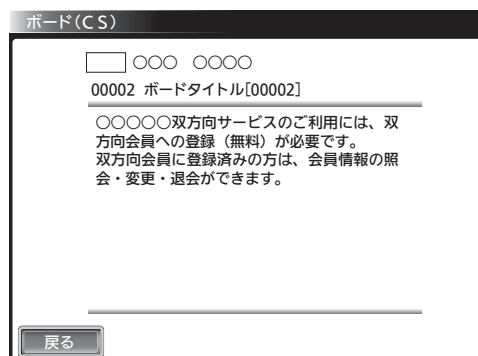 ボード(CS)
○○○ ○○○○
00002 ボードタイトル[00002]
○○○○○双方向サービスのご利用には、双
方向会員への登録（無料）が必要です。
双方向会員に登録済みの方は、会員情報の照
会・変更・退会ができます。
戻る